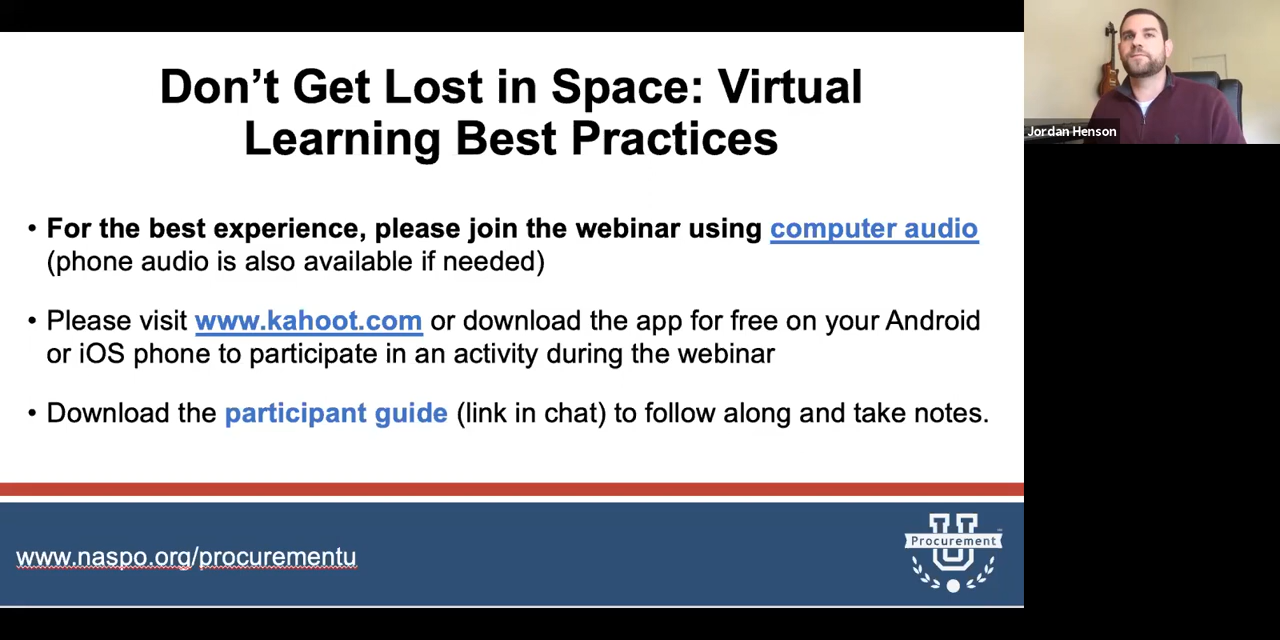 Don’t Get Lost in Space: Virtual
Learning Best Practices
• For the best experience, please join the webinar using computer audio
(phone audio is also available if needed)
• Please visit www.kahoot.com or download the app for free on your Android
or iOS phone to participate in an activity during the webinar
• Download the participant guide (link in chat) to follow along and take notes.
www.naspo.org/procurementu
U
Procurement
Jordan Henson